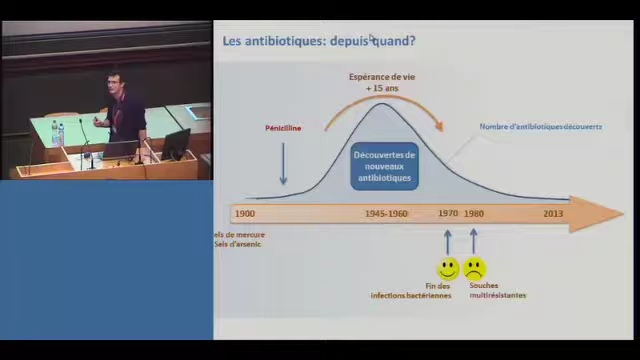 Les antibiotiques: depuis quand?
Espérance de vie
+ 15 ans
Pénicilline
Nombre d'antibiotiques découverts
Découvertes de
nouveaux
antibiotiques
1900
1945-1960
1970
1980
2013
els de mercure
Sels d'arsenic
Fin des
infections bactériennes
Souches
multirésistantes